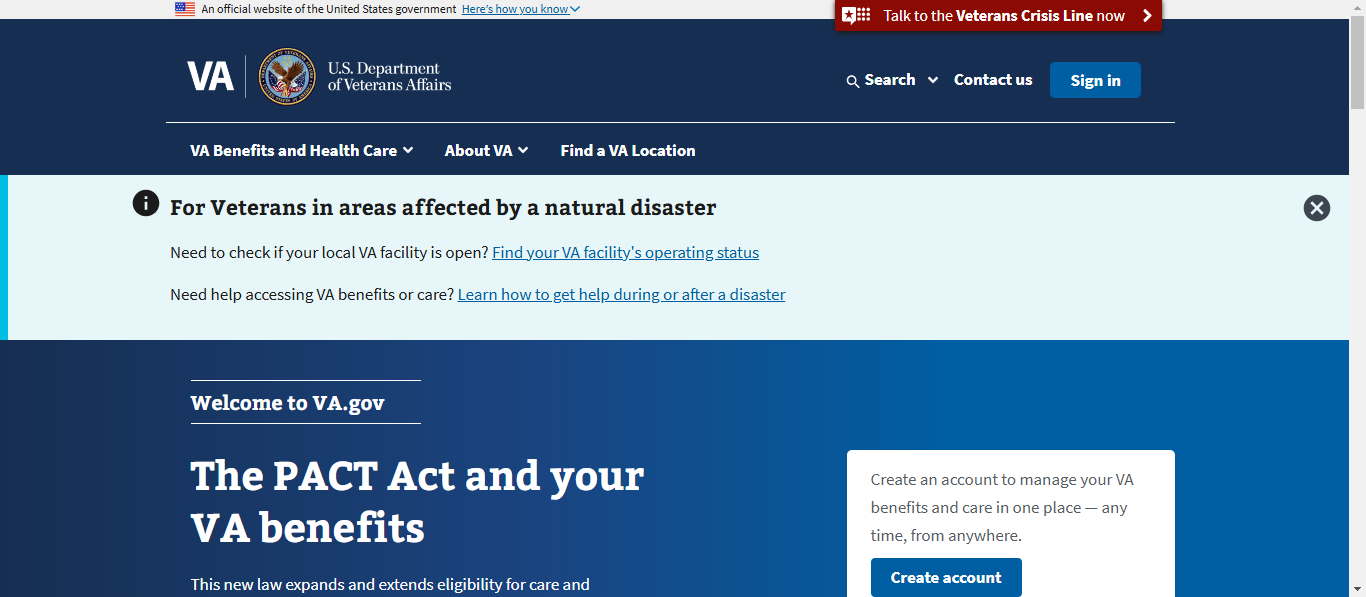 An official website of the United States government Here's how you know
Talk to the Veterans Crisis Line now
VA
U.S. Department
of Veterans Affairs
Search
Contact us
Sign in
VA Benefits and Health Care
About VA
Find a VA Location
For Veterans in areas affected by a natural disaster
Need to check if your local VA facility is open? Find your VA facility's operating status
Need help accessing VA benefits or care? Learn how to get help during or after a disaster
Welcome to VA.gov
The PACT Act and your
VA benefits
This new law expands and extends eligibility for care and
Create an account to manage your VA
benefits and care in one place — any
time, from anywhere.
Create account